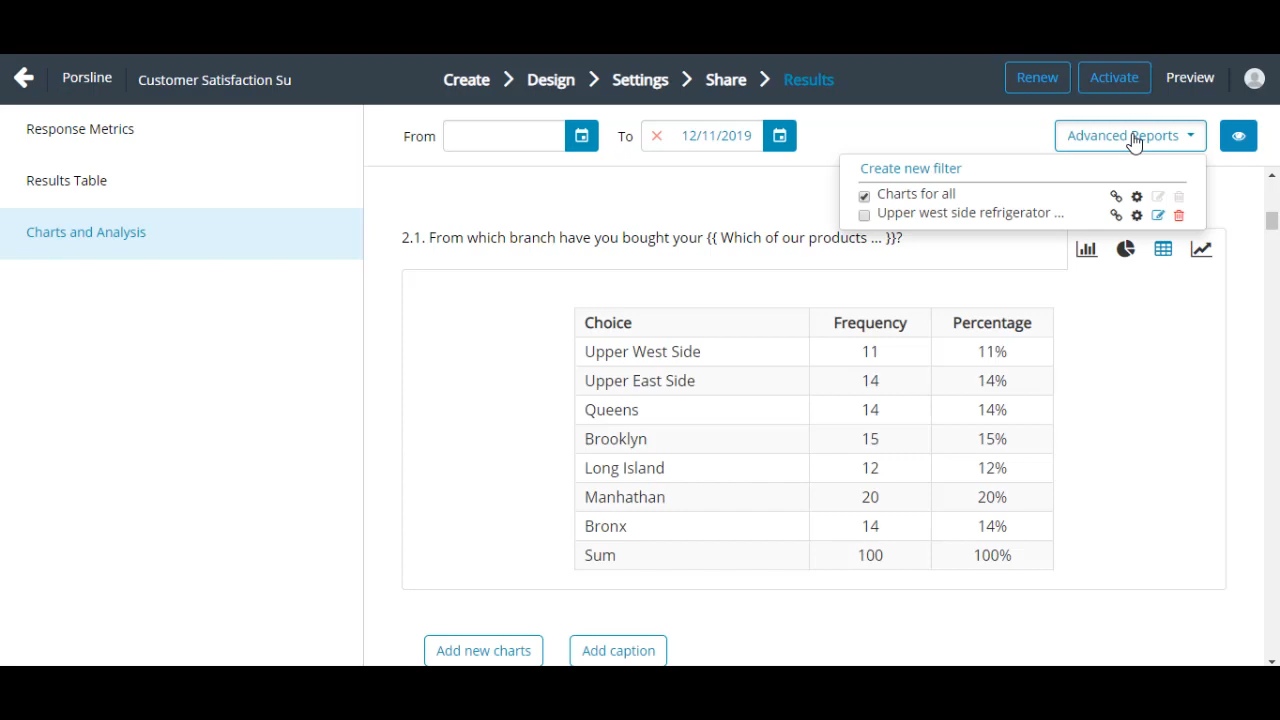 Porsline
Customer Satisfaction Su
Create
Design
Settings
Share
Results
Renew
Activate
Preview
Response Metrics
Results Table
Charts and Analysis
From
To
12/11/2019
Advanced Reports
Create new filter
Charts for all
Upper west side refrigerator ...
2.1. From which branch have you bought your {{ Which of our products ... }}?
Choice Frequency Percentage
Upper West Side 11 11%
Upper East Side 14 14%
Queens 14 14%
Brooklyn 15 15%
Long Island 12 12%
Manhathan 20 20%
Bronx 14 14%
Sum 100 100%
Add new charts
Add caption